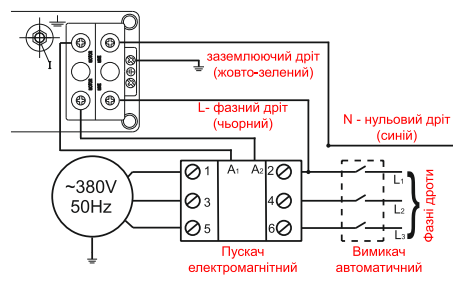 I
заземлюючий дріт
(жовто-зелений)
L- фазний дріт
(чьорний)
N - нульовий дріт
(синій)
~380V
50Hz
1
A1
A2
2
3
4
5
6
L1
L2
L3
Фазні дроти
Пускач
електромагнітний
Вимикач
автоматичний